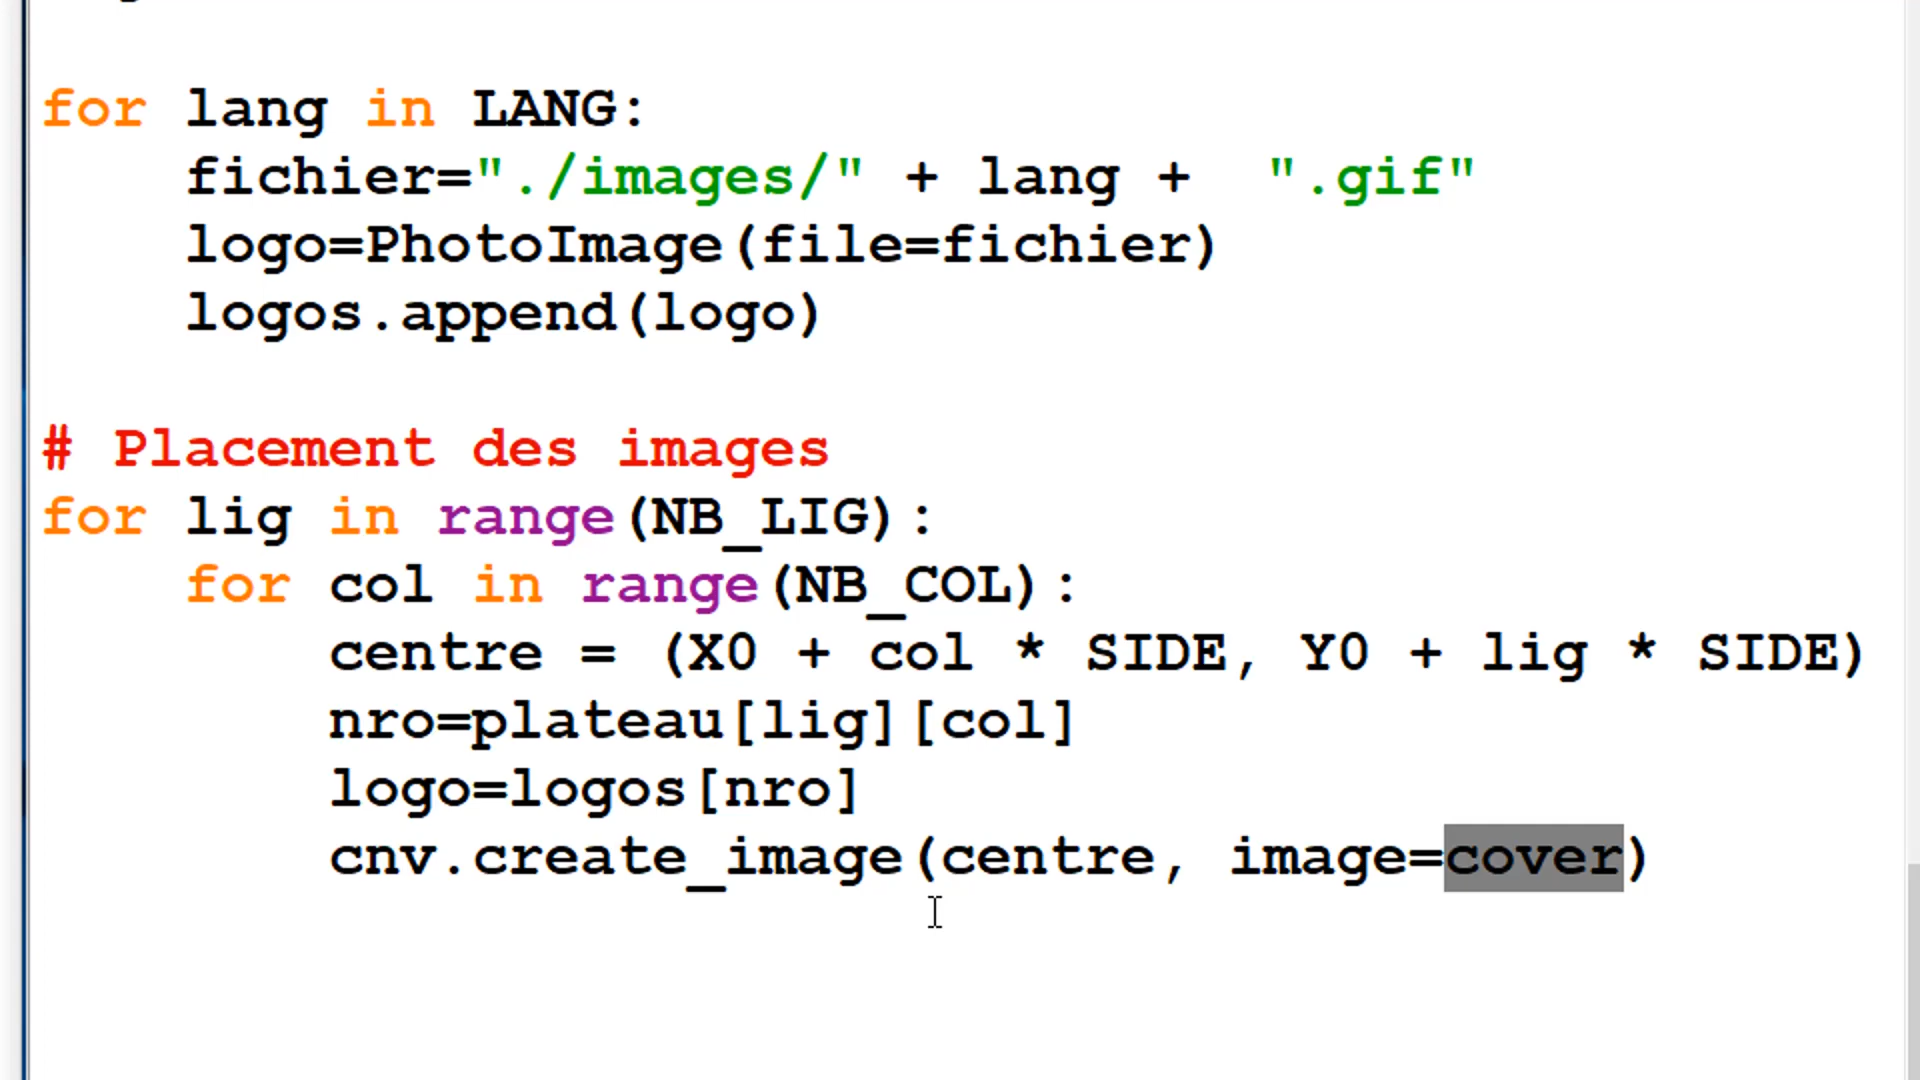 for lang in LANG:
    fichier="./images/" + lang +  ".gif"
    logo=PhotoImage(file=fichier)
    logos.append(logo)
# Placement des images
for lig in range(NB_LIG):
    for col in range(NB_COL):
        centre = (X0 + col * SIDE, Y0 + lig * SIDE)
        nro=plateau[lig][col]
        logo=logos[nro]
        cnv.create_image(centre, image=cover)